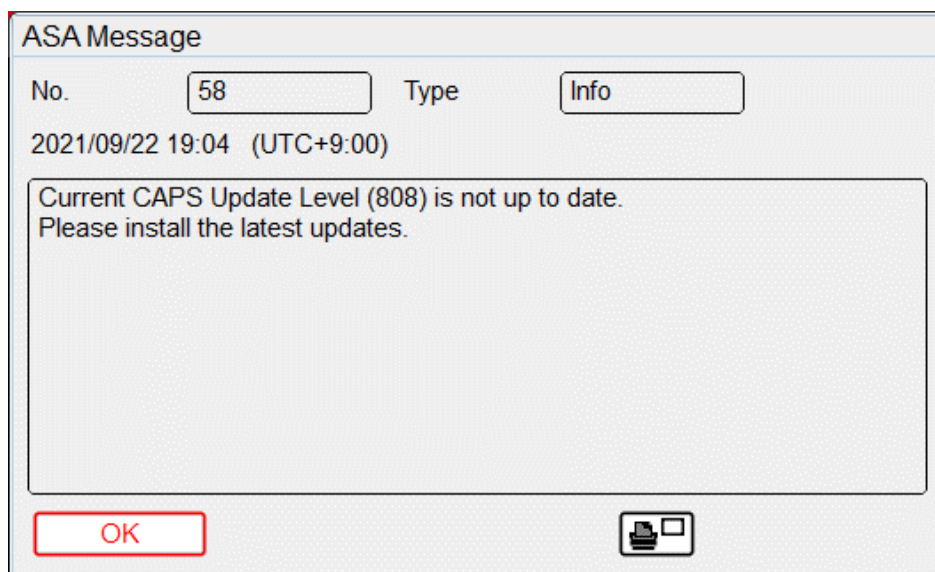 ASA Message
No. 58 Type Info
2021/09/22 19:04 (UTC+9:00)
Current CAPS Update Level (808) is not up to date.
Please install the latest updates.
OK